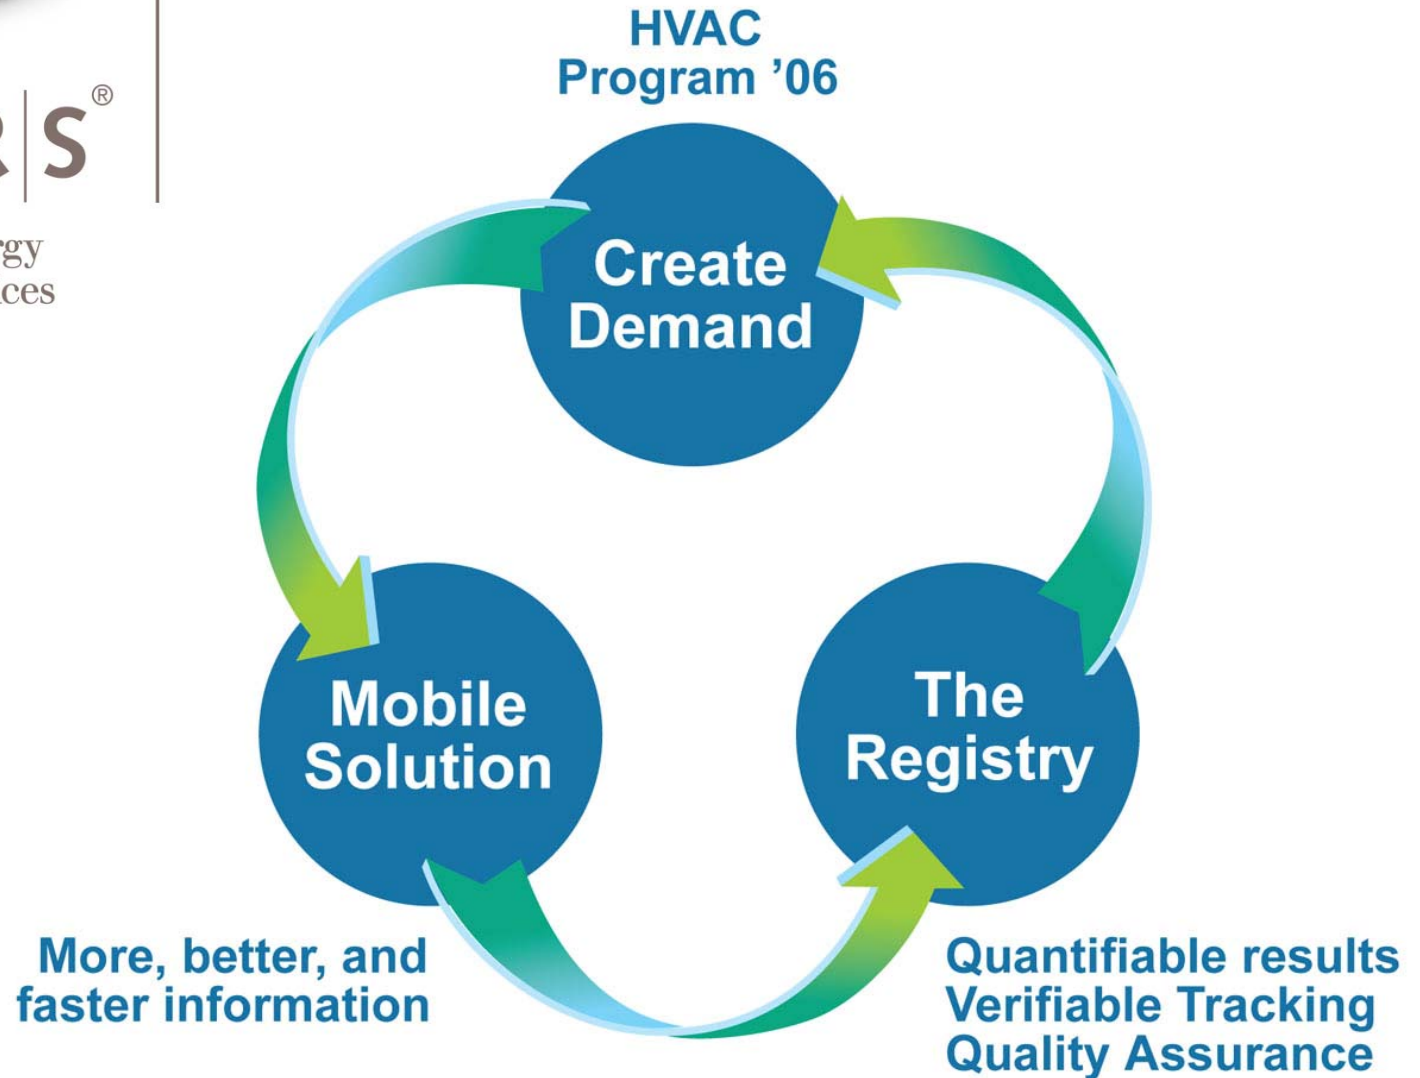 HVAC
Program ’06
S®
Create
Demand
Mobile
Solution
The
Registry
More, better, and
faster information
Quantifiable results
Verifiable Tracking
Quality Assurance